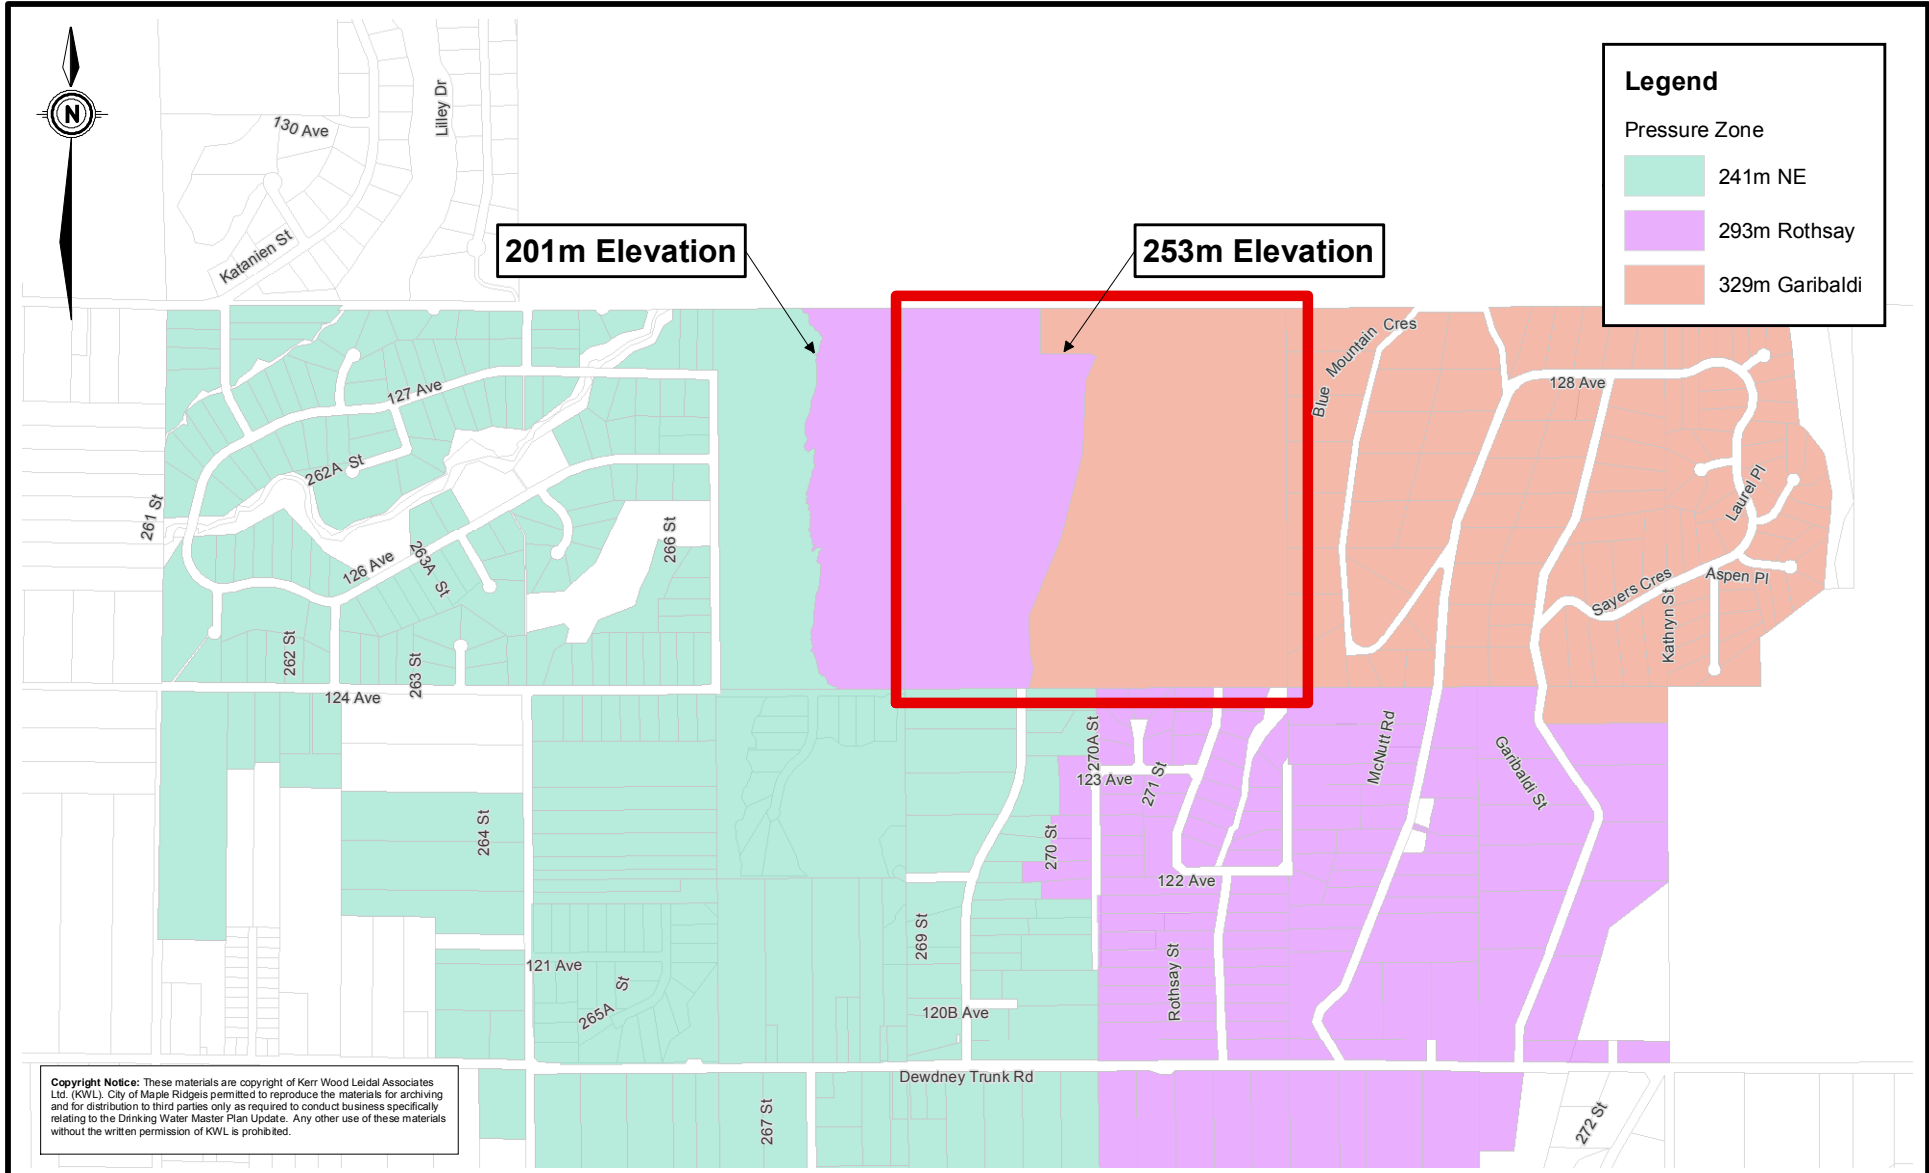 N
130 Ave
Lilley Dr
Katanien St
201m Elevation
253m Elevation
Legend
Pressure Zone
241m NE
293m Rothsay
329m Garibaldi
Blue Mountain Cres
128 Ave
127 Ave
262A St
261 St
Laurel Pl
266 St
126 Ave
263A St
Sayers Cres
Aspen Pl
Kathryn St
262 St
263 St
124 Ave
270A St
McNutt Rd
Garibaldi St
123 Ave
271 St
264 St
270 St
122 Ave
269 St
121 Ave
265A St
Rothsay St
120B Ave
Dewdney Trunk Rd
267 St
272 St
Copyright Notice: These materials are copyright of Kerr Wood Leidal Associates
Ltd. (KWL). City of Maple Ridgeis permitted to reproduce the materials for archiving
and for distribution to third parties only as required to conduct business specifically
relating to the Drinking Water Master Plan Update. Any other use of these materials
without the written permission of KWL is prohibited.